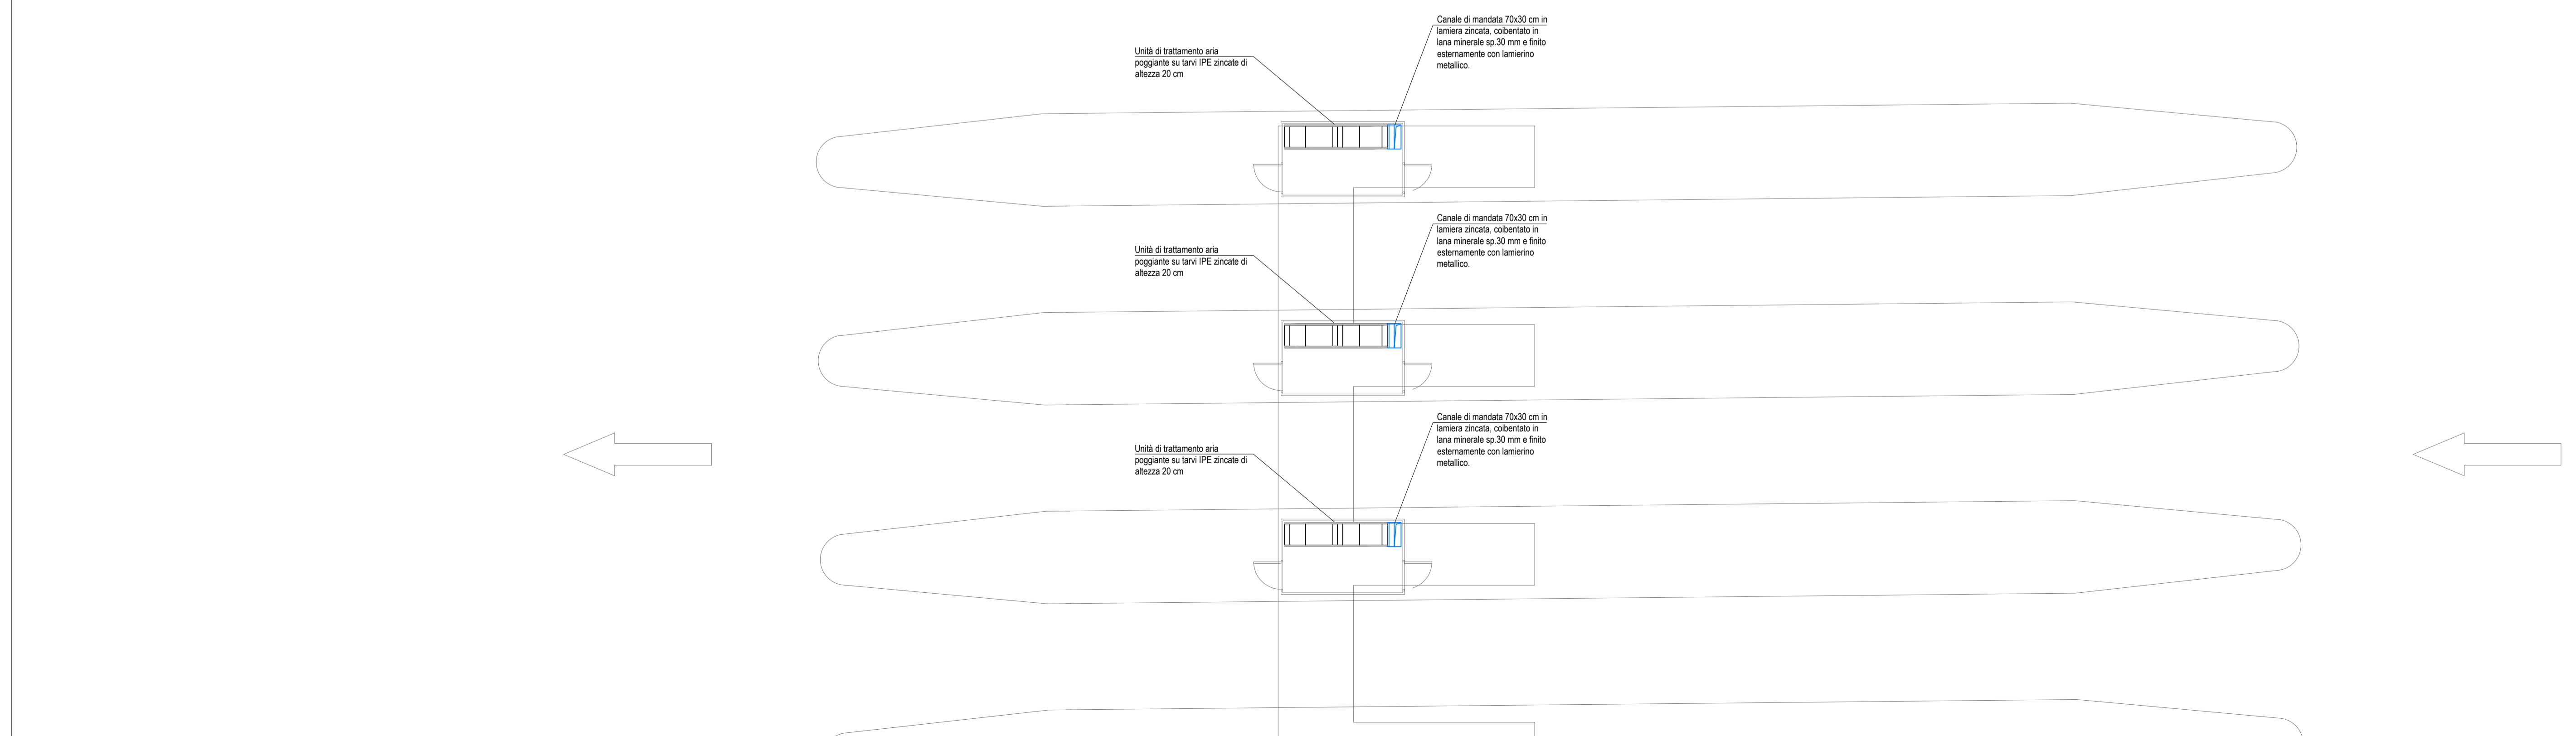 Canale di mandata 70x30 cm in
lamiera zincata, coibentato in
lana minerale sp.30 mm e finito
esternamente con lamierino
metallico.
Unità di trattamento aria
poggiante su tarvi IPE zincate di
altezza 20 cm
Canale di mandata 70x30 cm in
lamiera zincata, coibentato in
lana minerale sp.30 mm e finito
esternamente con lamierino
metallico.
Unità di trattamento aria
poggiante su tarvi IPE zincate di
altezza 20 cm
Canale di mandata 70x30 cm in
lamiera zincata, coibentato in
lana minerale sp.30 mm e finito
esternamente con lamierino
metallico.
Unità di trattamento aria
poggiante su tarvi IPE zincate di
altezza 20 cm